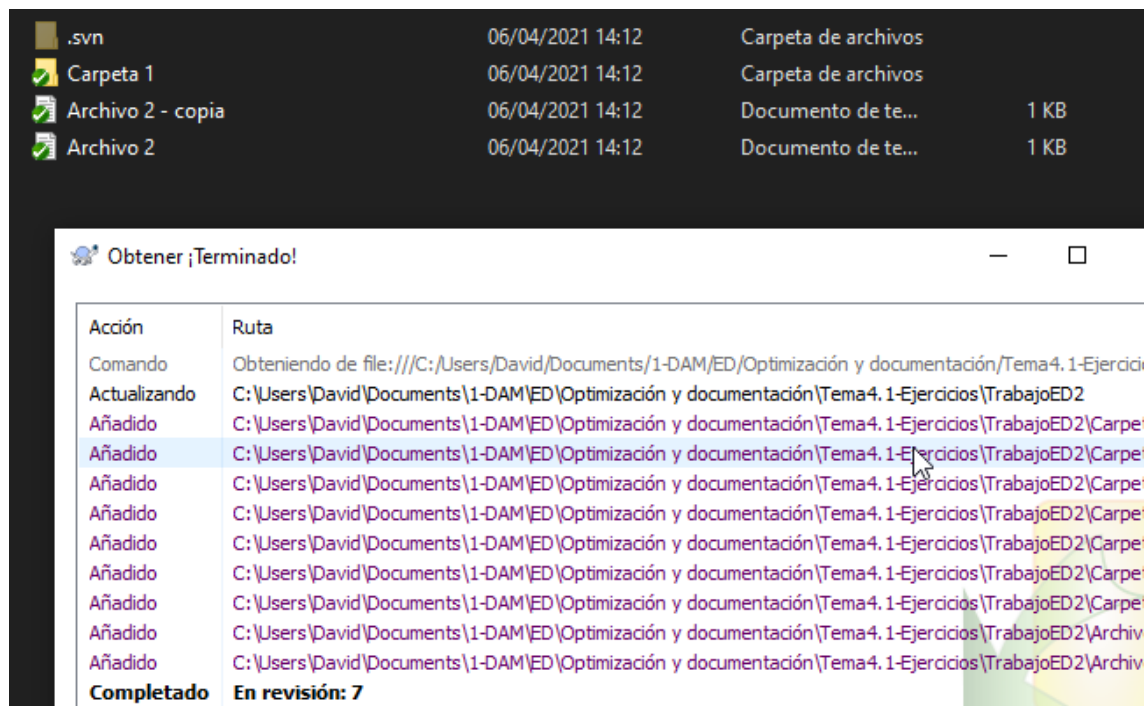 .svn 06/04/2021 14:12 Carpeta de archivos
Carpeta 1 06/04/2021 14:12 Carpeta de archivos
Archivo 2 - copia 06/04/2021 14:12 Documento de te... 1 KB
Archivo 2 06/04/2021 14:12 Documento de te... 1 KB
Obtener ¡Terminado!
Acción Ruta
Comando Obteniendo de file:///C:/Users/David/Documents/1-DAM/ED/Optimización y documentación/Tema4.1-Ejercici
Actualizando C:\Users\David\Documents\1-DAM\ED\Optimización y documentación\Tema4.1-Ejercicios\TrabajoED2
Añadido C:\Users\David\Documents\1-DAM\ED\Optimización y documentación\Tema4.1-Ejercicios\TrabajoED2\Carpet
Añadido C:\Users\David\Documents\1-DAM\ED\Optimización y documentación\Tema4.1-Ejercicios\TrabajoED2\Carpet
Añadido C:\Users\David\Documents\1-DAM\ED\Optimización y documentación\Tema4.1-Ejercicios\TrabajoED2\Carpet
Añadido C:\Users\David\Documents\1-DAM\ED\Optimización y documentación\Tema4.1-Ejercicios\TrabajoED2\Carpet
Añadido C:\Users\David\Documents\1-DAM\ED\Optimización y documentación\Tema4.1-Ejercicios\TrabajoED2\Carpet
Añadido C:\Users\David\Documents\1-DAM\ED\Optimización y documentación\Tema4.1-Ejercicios\TrabajoED2\Carpet
Añadido C:\Users\David\Documents\1-DAM\ED\Optimización y documentación\Tema4.1-Ejercicios\TrabajoED2\Carpet
Añadido C:\Users\David\Documents\1-DAM\ED\Optimización y documentación\Tema4.1-Ejercicios\TrabajoED2\Archiv
Añadido C:\Users\David\Documents\1-DAM\ED\Optimización y documentación\Tema4.1-Ejercicios\TrabajoED2\Archiv
Completado En revisión: 7